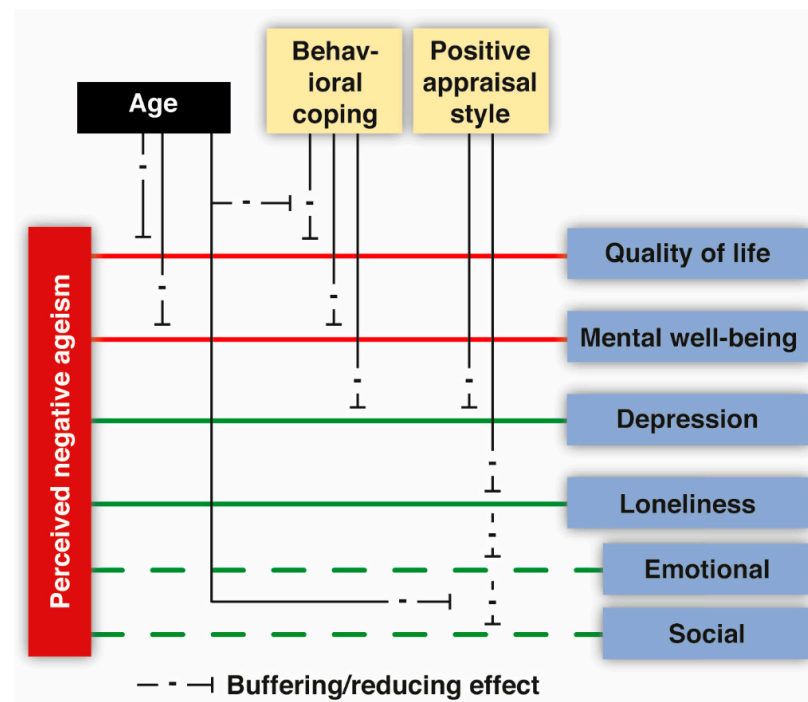 Age
Behav-
ioral
coping
Positive
appraisal
style
Perceived negative ageism
Quality of life
Mental well-being
Depression
Loneliness
Emotional
Social
Buffering/reducing effect